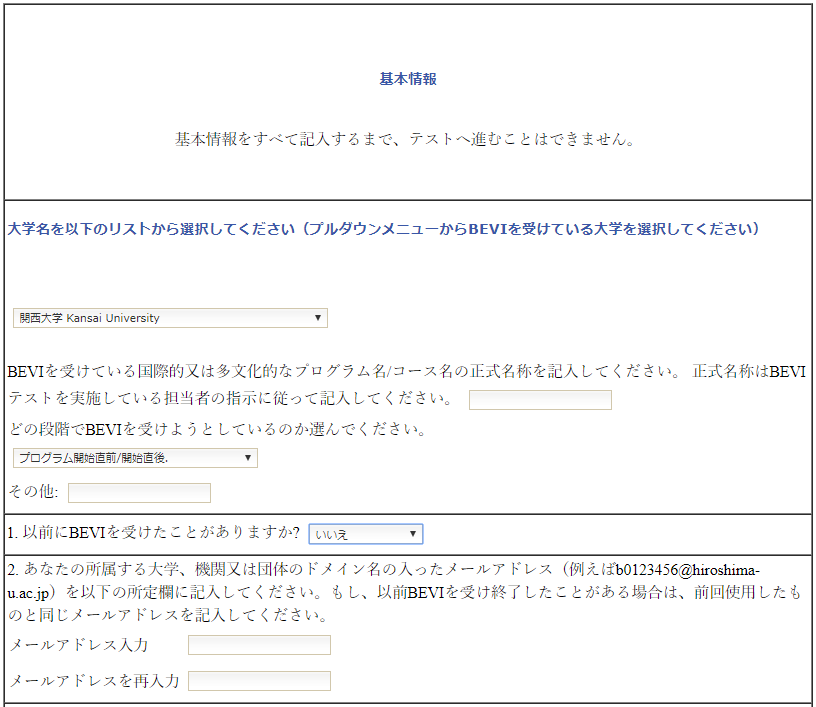 基本情報
基本情報をすべて記入するまで、テストへ進むことはできません。
大学名を以下のリストから選択してください（プルダウンメニューからBEVIを受けている大学を選択してください）
関西大学 Kansai University
BEVIを受けている国際的又は多文化的なプログラム名/コース名の正式名称を記入してください。 正式名称はBEVI
テストを実施している担当者の指示に従って記入してください。
どの段階でBEVIを受けようとしているのか選んでください。
プログラム開始直前/開始直後.
その他:
1. 以前にBEVIを受けたことがありますか? いいえ
2. あなたの所属する大学、機関又は団体のドメイン名の入ったメールアドレス（例えばb0123456@hiroshima-
u.ac.jp）を以下の所定欄に記入してください。もし、以前BEVIを受け終了したことがある場合は、前回使用したも
のと同じメールアドレスを記入してください。
メールアドレス入力
メールアドレスを再入力